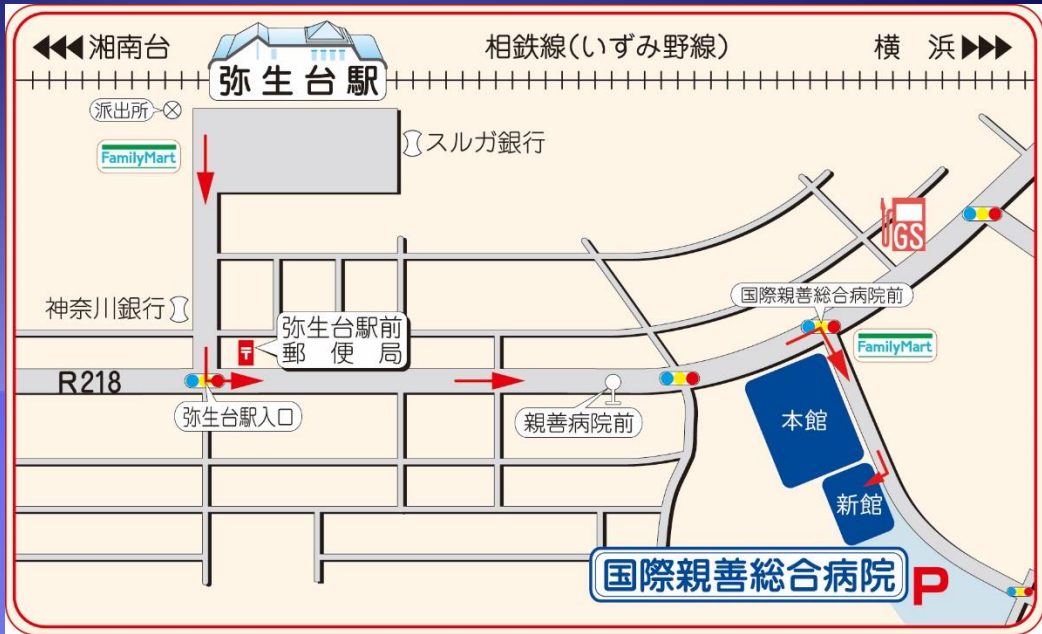 ◀◀◀湘南台
相鉄線(いずみ野線)
横 浜▶▶▶
弥生台駅
派出所
FamilyMart
スルガ銀行
GS
神奈川銀行
国際親善総合病院前
弥生台駅前
郵 便 局
〒
FamilyMart
R218
弥生台駅入口
親善病院前
本館
新館
国際親善総合病院
P